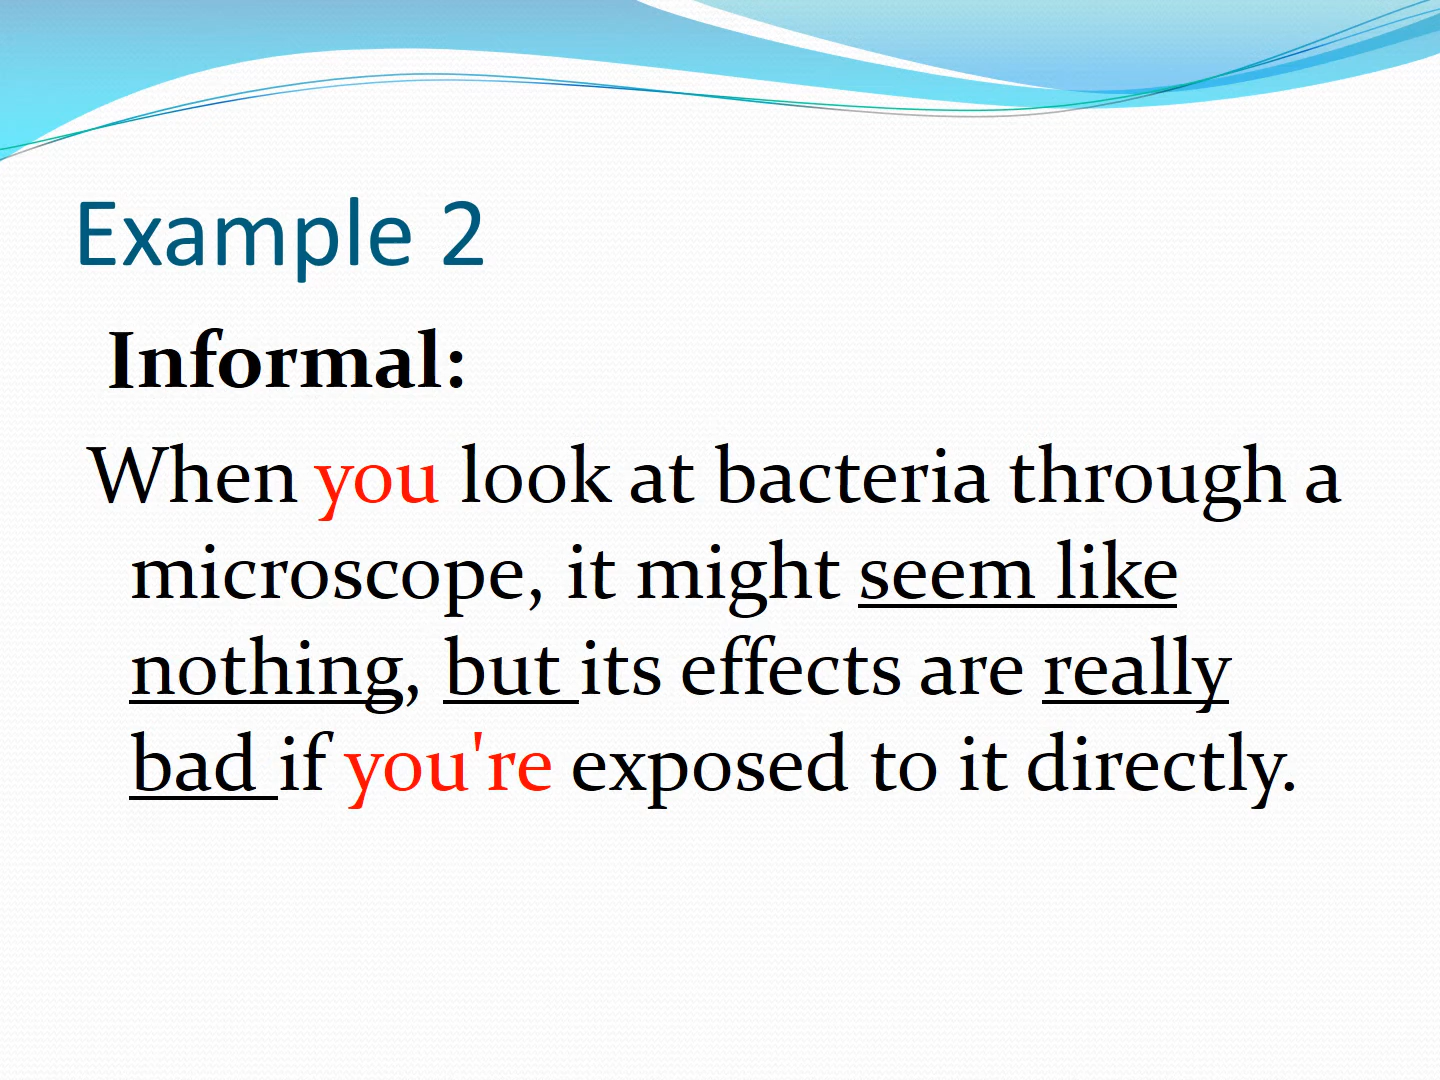 Example 2
Informal:
When you look at bacteria through a
microscope, it might seem like
nothing, but its effects are really
bad if you're exposed to it directly.